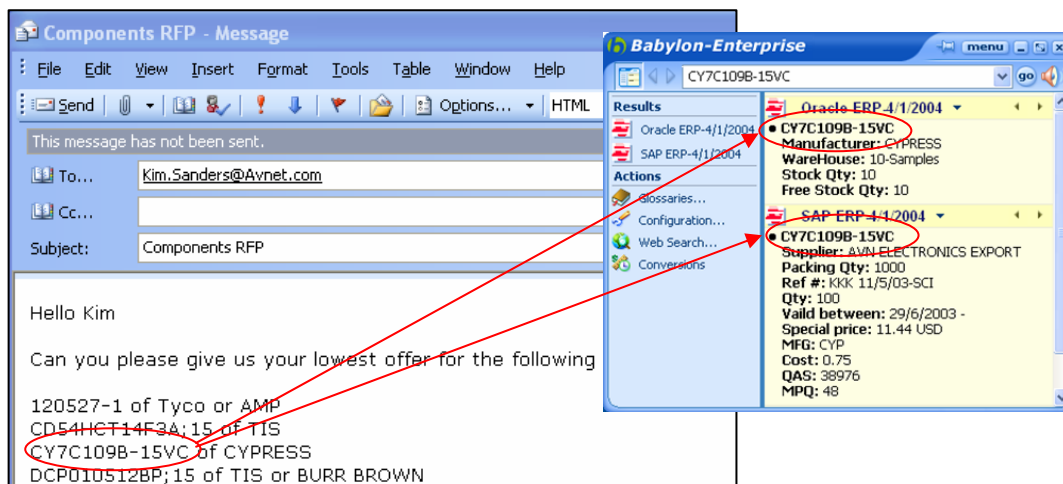 Components RFP - Message
File Edit View Insert Format Tools Table Window Help
Send Options... HTML
This message has not been sent.
To... Kim.Sanders@Avnet.com
Cc...
Subject: Components RFP
Hello Kim
Can you please give us your lowest offer for the following
120527-1 of Tyco or AMP
CD54HCT14F3A;15 of TIS
CY7C109B-15VC of CYPRESS
DCP010512BP;15 of TIS or BURR BROWN
Babylon-Enterprise
menu
CY7C109B-15VC
go
Results
Oracle ERP-4/1/2004
SAP ERP-4/1/2004
Actions
Glossaries...
Configuration...
Web Search...
Conversions
Oracle ERP-4/1/2004
CY7C109B-15VC
Manufacturer: CYPRESS
WareHouse: 10-Samples
Stock Qty: 10
Free Stock Qty: 10
SAP ERP-4/1/2004
CY7C109B-15VC
Supplier: AVN ELECTRONICS EXPORT
Packing Qty: 1000
Ref #: KKK 11/5/03-SCI
Qty: 100
Vaild between: 29/6/2003 -
Special price: 11.44 USD
MFG: CYP
Cost: 0.75
QAS: 38976
MPQ: 48